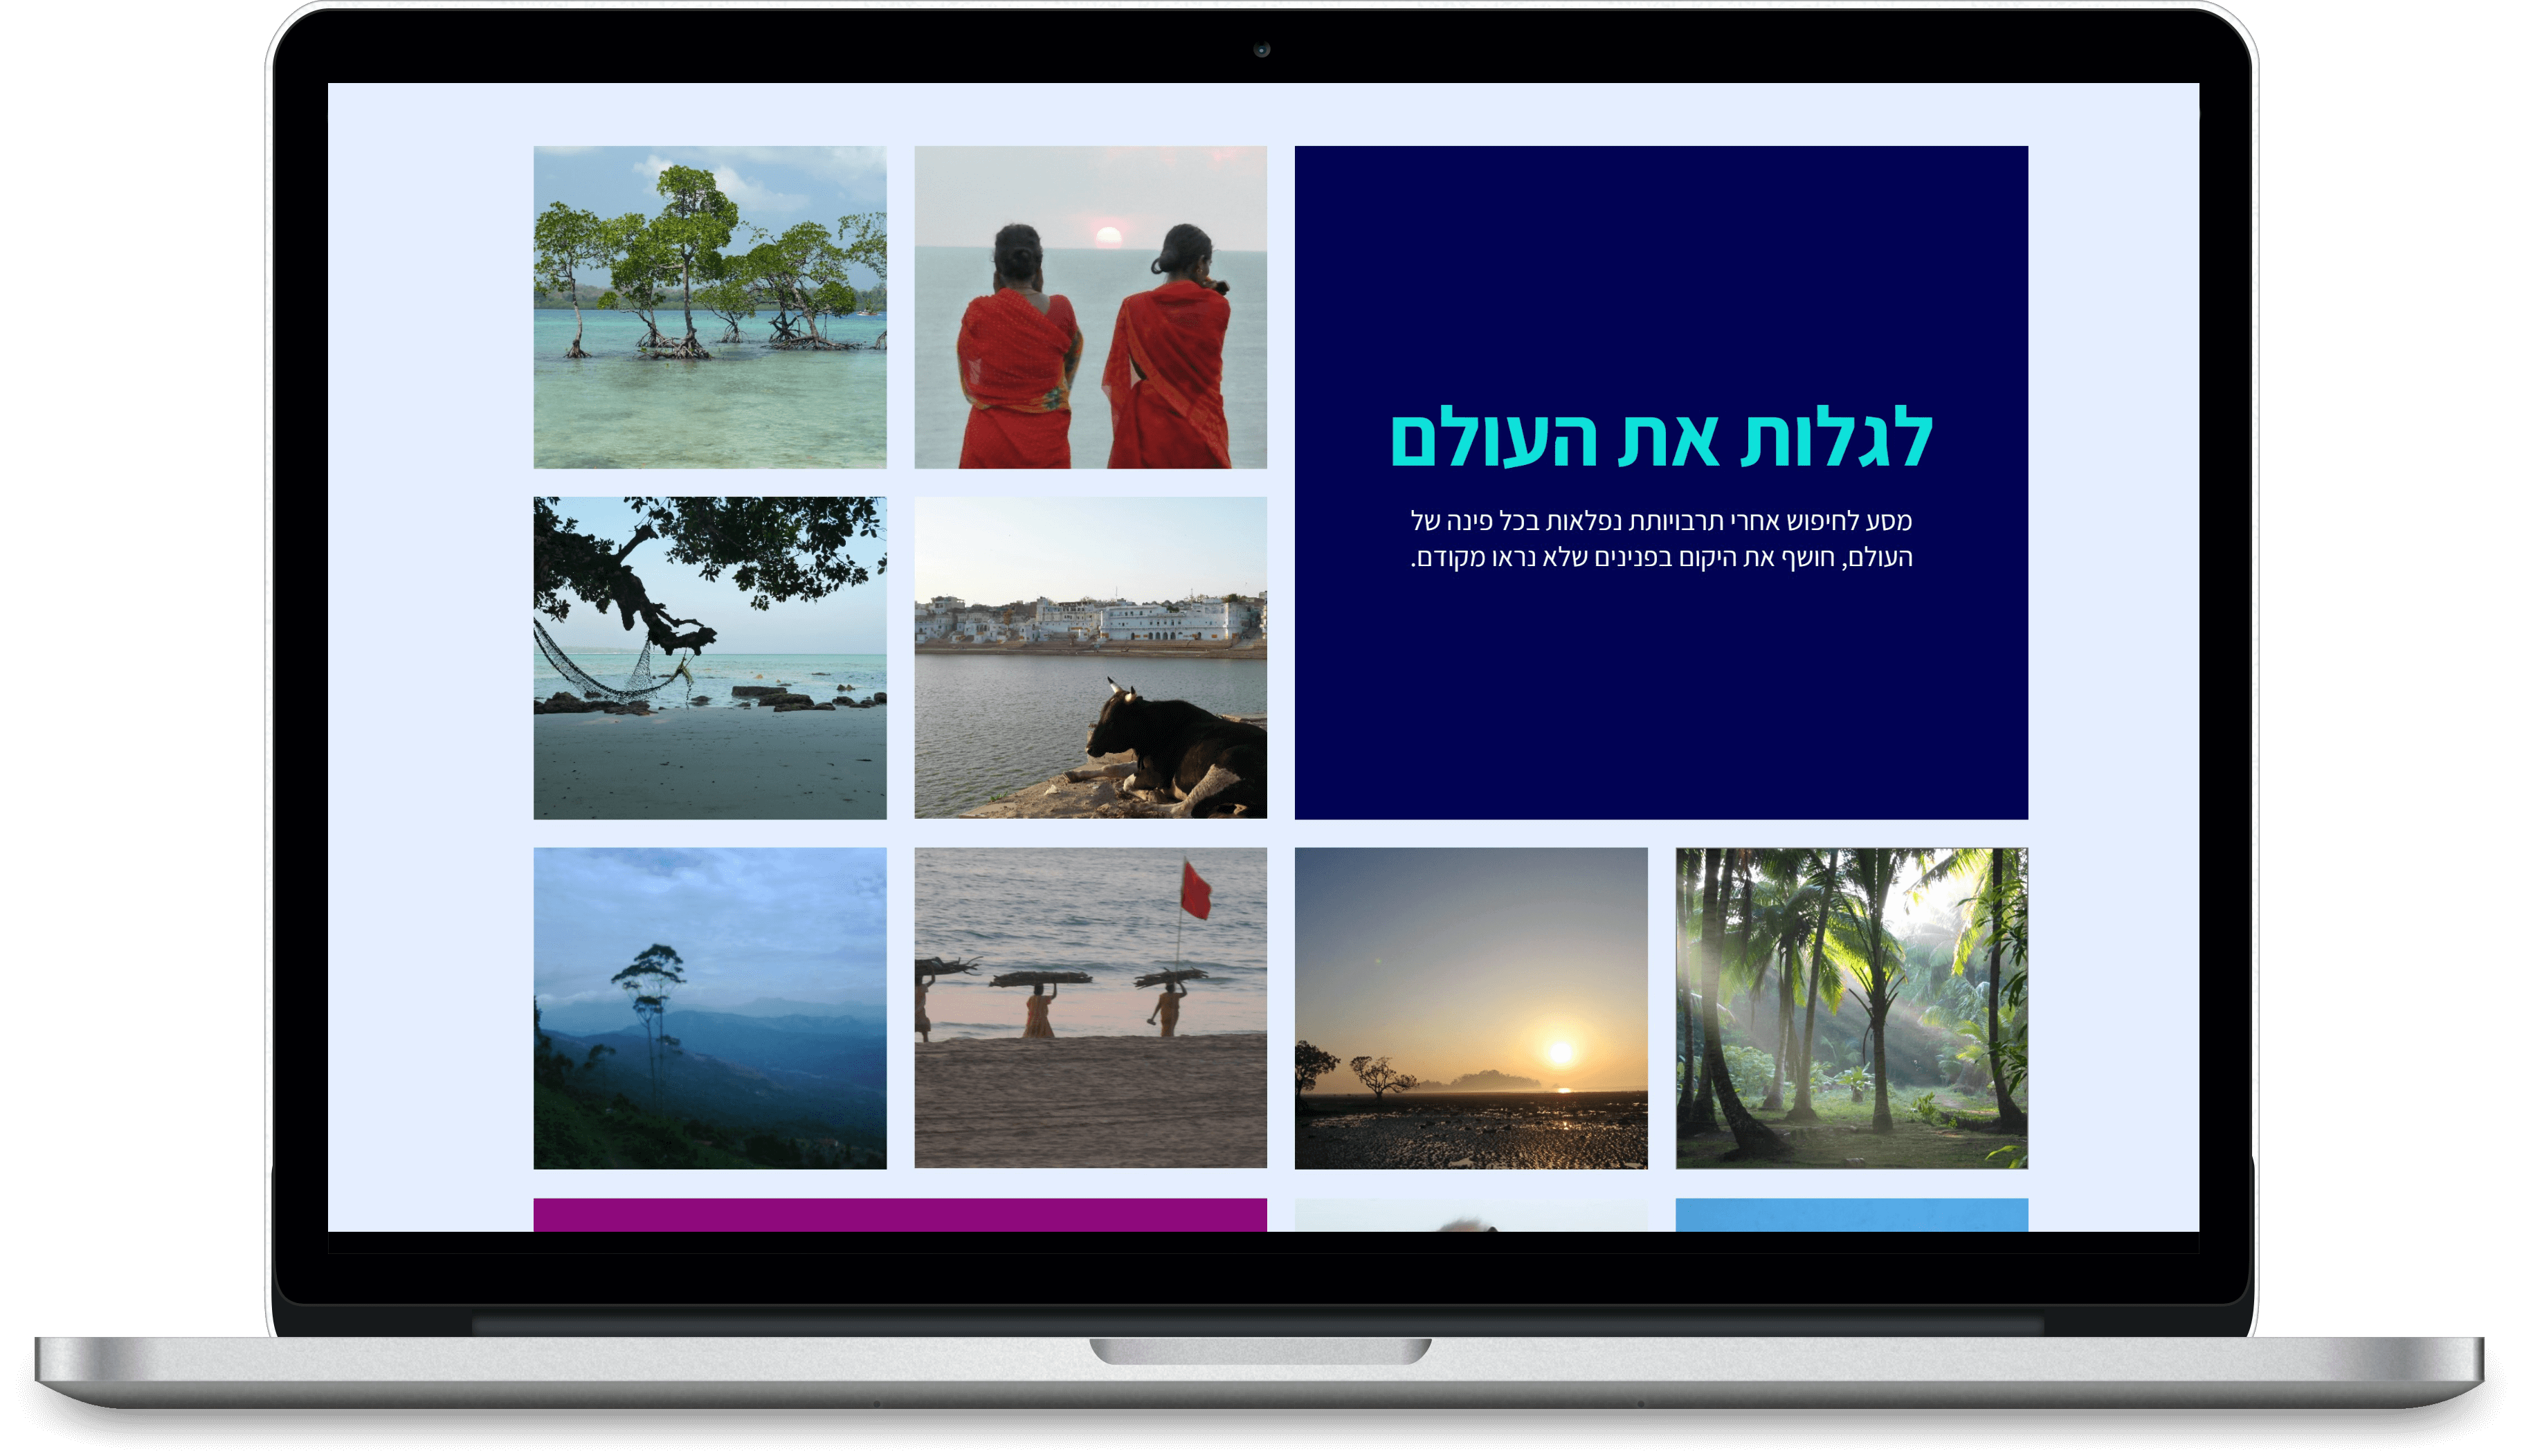 לגלות את העולם
מסע לחיפוש אחרי תרבויותת נפלאות בכל פינה של
העולם, חושף את היקום בפנינים שלא נראו מקודם.